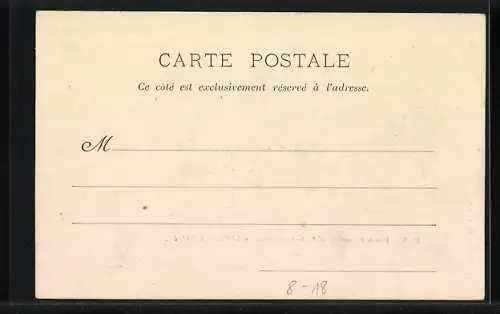 CARTE POSTALE
Ce côté est exclusivement réservé à l'adresse.
M
8-18